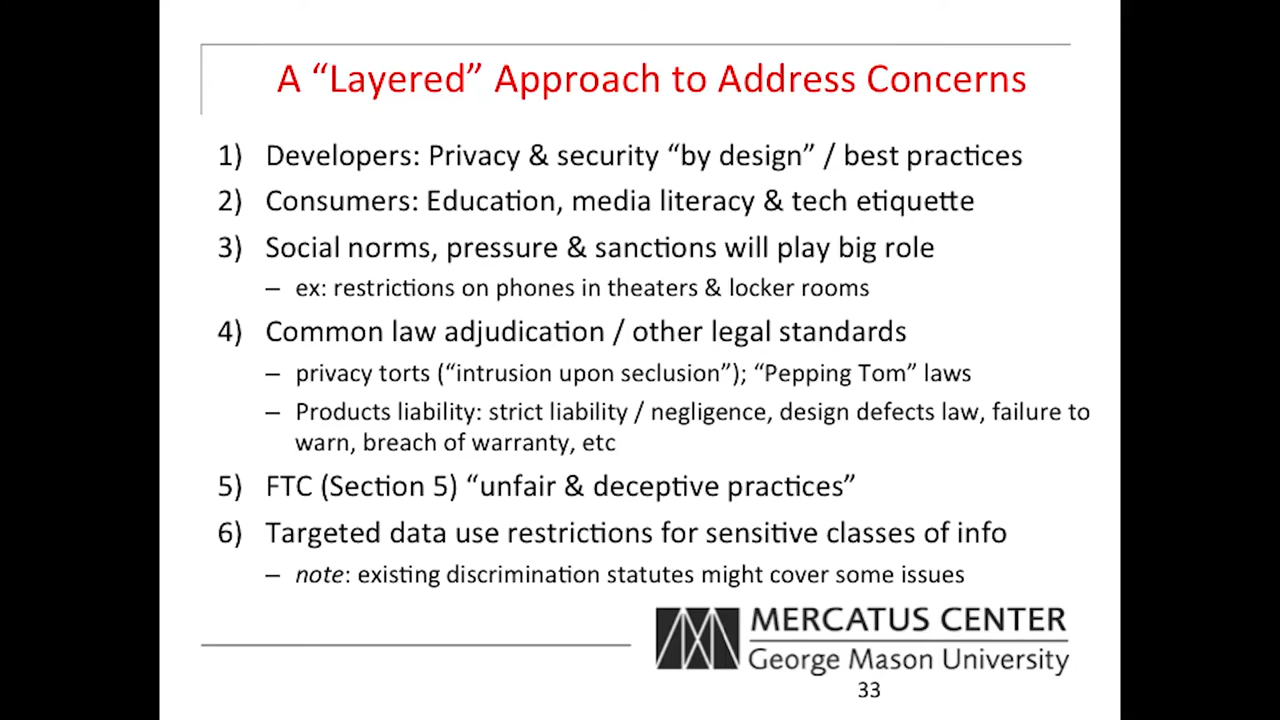 A “Layered” Approach to Address Concerns
1) Developers: Privacy & security “by design” / best practices
2) Consumers: Education, media literacy & tech etiquette
3) Social norms, pressure & sanctions will play big role
– ex: restrictions on phones in theaters & locker rooms
4) Common law adjudication / other legal standards
– privacy torts (“intrusion upon seclusion”); “Pepping Tom” laws
– Products liability: strict liability / negligence, design defects law, failure to
warn, breach of warranty, etc
5) FTC (Section 5) “unfair & deceptive practices”
6) Targeted data use restrictions for sensitive classes of info
– note: existing discrimination statutes might cover some issues
MERCATUS CENTER
George Mason University
33